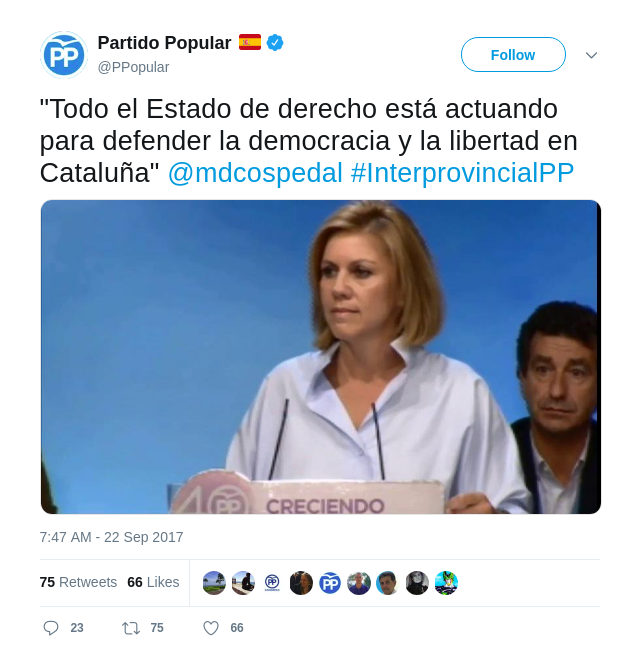 Partido Popular
@PPopular
Follow
"Todo el Estado de derecho está actuando
para defender la democracia y la libertad en
Cataluña" @mdcospedal #InterprovincialPP
40 PP
CRECIENDO
7:47 AM - 22 Sep 2017
75 Retweets 66 Likes
23 75 66